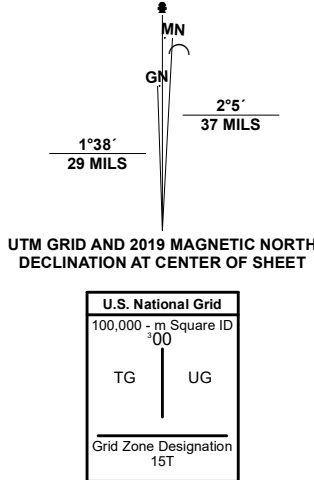 MN
GN
2°5´
37 MILS
1°38´
29 MILS
UTM GRID AND 2019 MAGNETIC NORTH
DECLINATION AT CENTER OF SHEET
U.S. National Grid
100,000 - m Square ID
³00
TG UG
Grid Zone Designation
15T